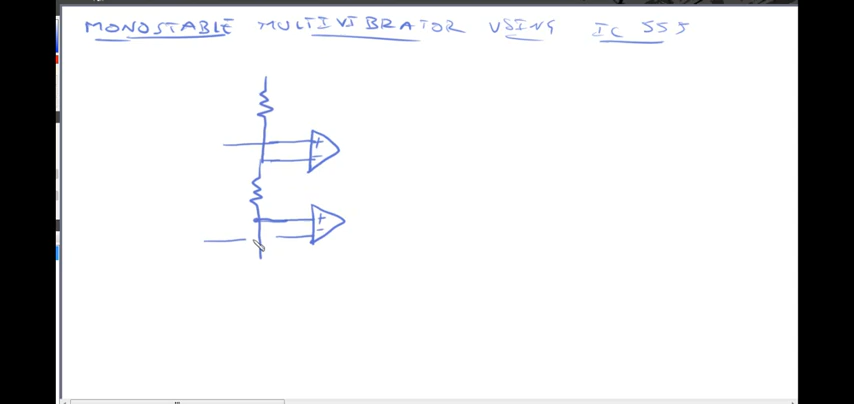 MONOSTABLE MULTIVIBRATOR USING IC 555
+
-
+
-